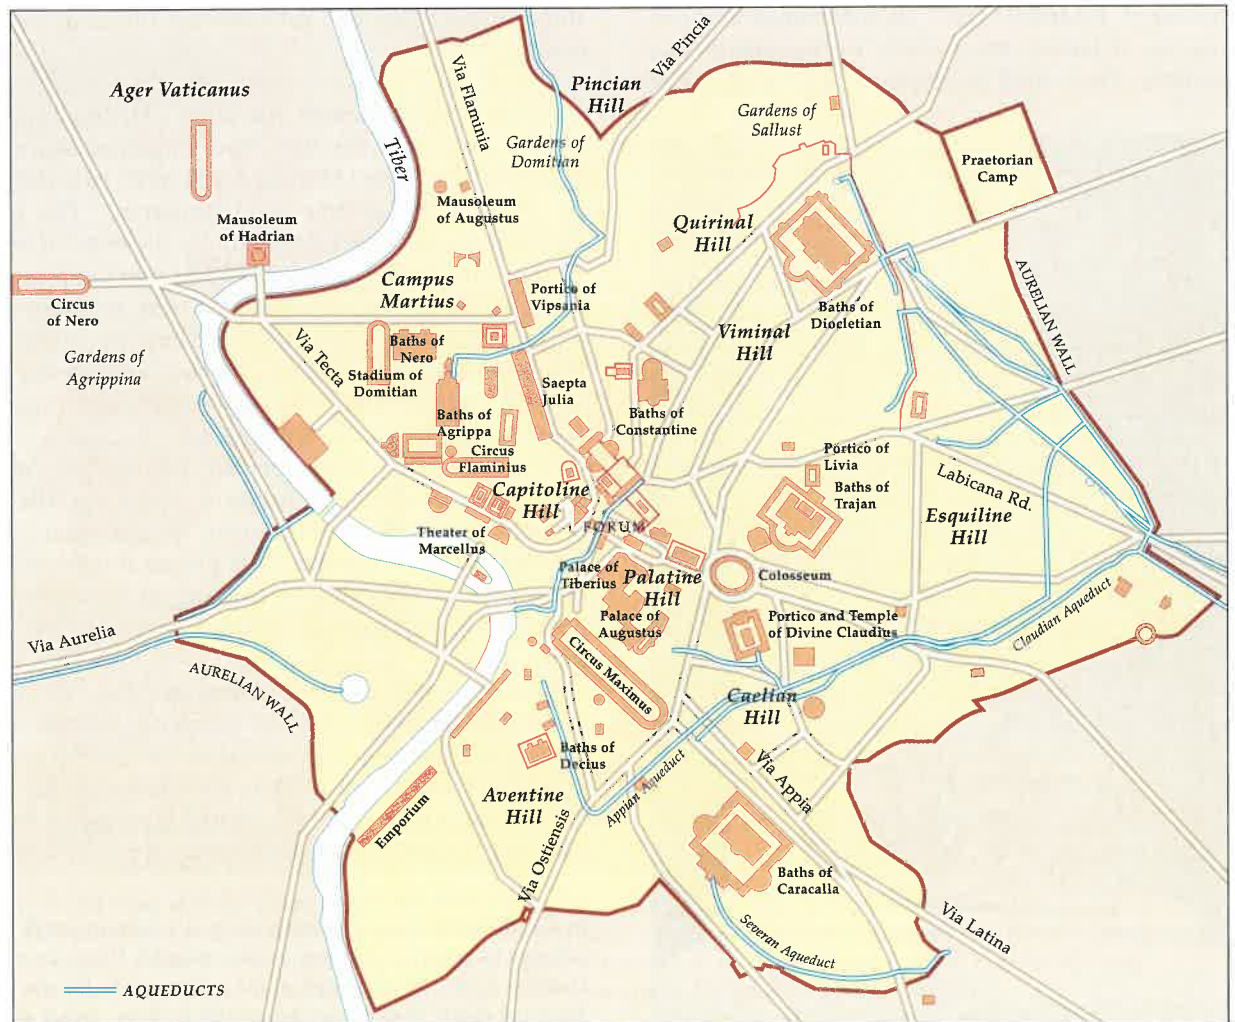 Ager Vaticanus
Tiber
Via Flaminia
Pincian
Hill
Via Pincia
Gardens of
Domitian
Gardens of
Sallust
Praetorian
Camp
Mausoleum
of Hadrian
Mausoleum
of Augustus
Quirinal
Hill
Circus
of Nero
Campus
Martius
Portico of
Vipsania
Baths of
Diocletian
AURELIAN WALL
Gardens of
Agrippina
Via Tecta
Baths of
Nero
Stadium of
Domitian
Viminal
Hill
Saepta
Julia
Baths of
Agrippa
Baths of
Constantine
Circus
Flaminius
Portico of
Livia
Baths of
Trajan
Labicana Rd.
Capitoline
Hill
Esquiline
Hill
FORUM
Theater of
Marcellus
Palace of
Tiberius
Palatine
Hill
Colosseum
Palace of
Augustus
Portico and Temple
of Divine Claudius
Claudian Aqueduct
Via Aurelia
AURELIAN WALL
Circus Maximus
Caelian
Hill
Baths of
Decius
Appian Aqueduct
Via Appia
Aventine
Hill
Emporium
Via Ostiensis
Baths of
Caracalla
Severan Aqueduct
Via Latina
AQUEDUCTS